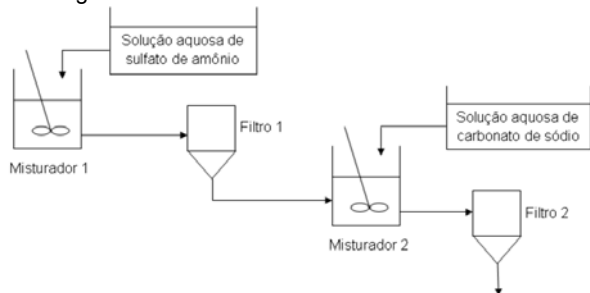 Solução aquosa de
sulfato de amônio
Filtro 1
Misturador 1
Solução aquosa de
carbonato de sódio
Filtro 2
Misturador 2